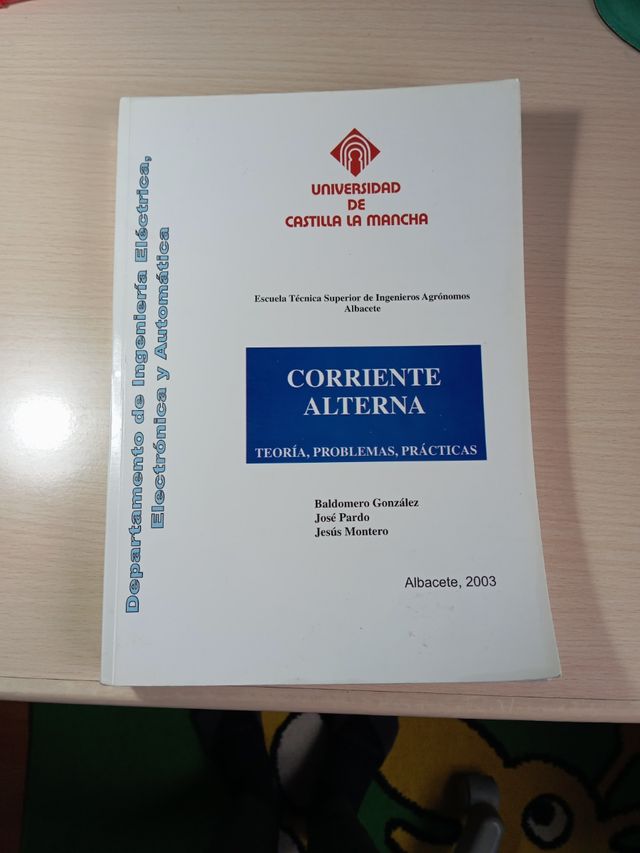 UNIVERSIDAD
DE
CASTILLA LA MANCHA
Escuela Técnica Superior de Ingenieros Agrónomos
Albacete
CORRIENTE
ALTERNA
TEORÍA, PROBLEMAS, PRÁCTICAS
Baldomero González
José Pardo
Jesús Montero
Albacete, 2003
Departamento de Ingeniería Eléctrica,
Electrónica y Automática